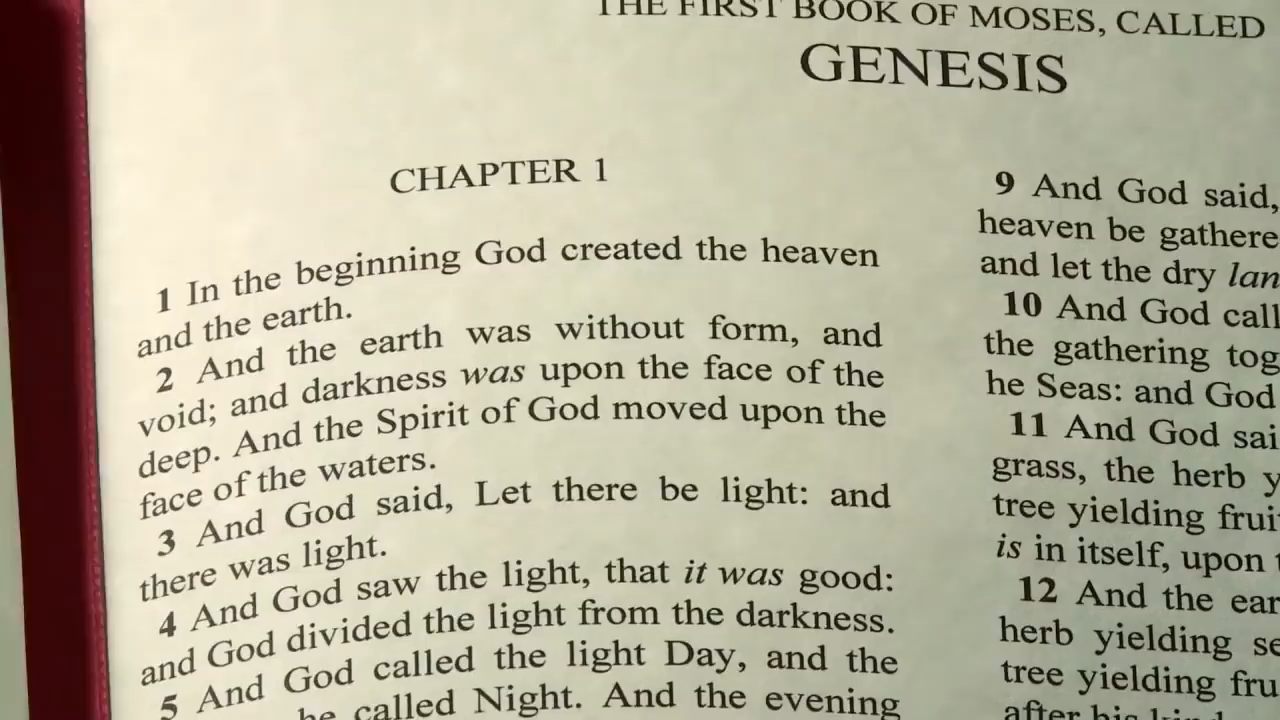 THE FIRST BOOK OF MOSES, CALLED
GENESIS
CHAPTER 1
1 In the beginning God created the heaven
and the earth.
2 And the earth was without form, and
void; and darkness was upon the face of the
deep. And the Spirit of God moved upon the
face of the waters.
3 And God said, Let there be light: and
there was light.
4 And God saw the light, that it was good:
and God divided the light from the darkness.
5 And God called the light Day, and the
he called Night. And the evening
9 And God said,
heaven be gathere
and let the dry lan
10 And God call
the gathering tog
he Seas: and God
11 And God sai
grass, the herb y
tree yielding frui
is in itself, upon t
12 And the ear
herb yielding se
tree yielding fru
after his kind